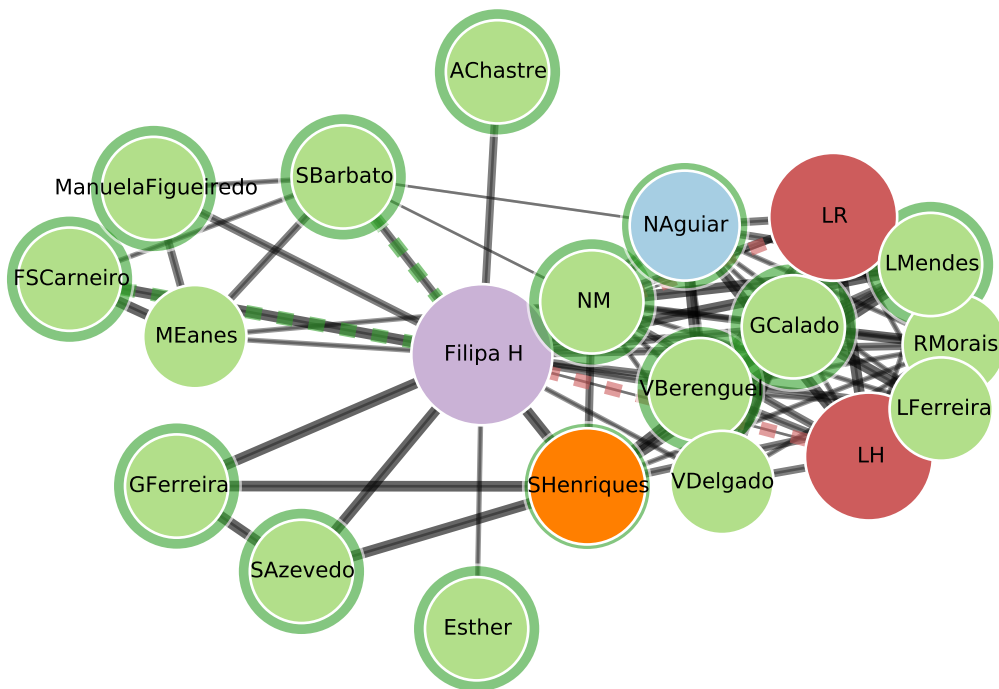 AChastre
SBarbato
ManuelaFigueiredo
LR
NAguiar
LMendes
FSCarneiro
NM
GCalado
MEanes
RMorais
Filipa H
VBerenguel
LFerreira
LH
GFerreira
SHenriques
VDelgado
SAzevedo
Esther